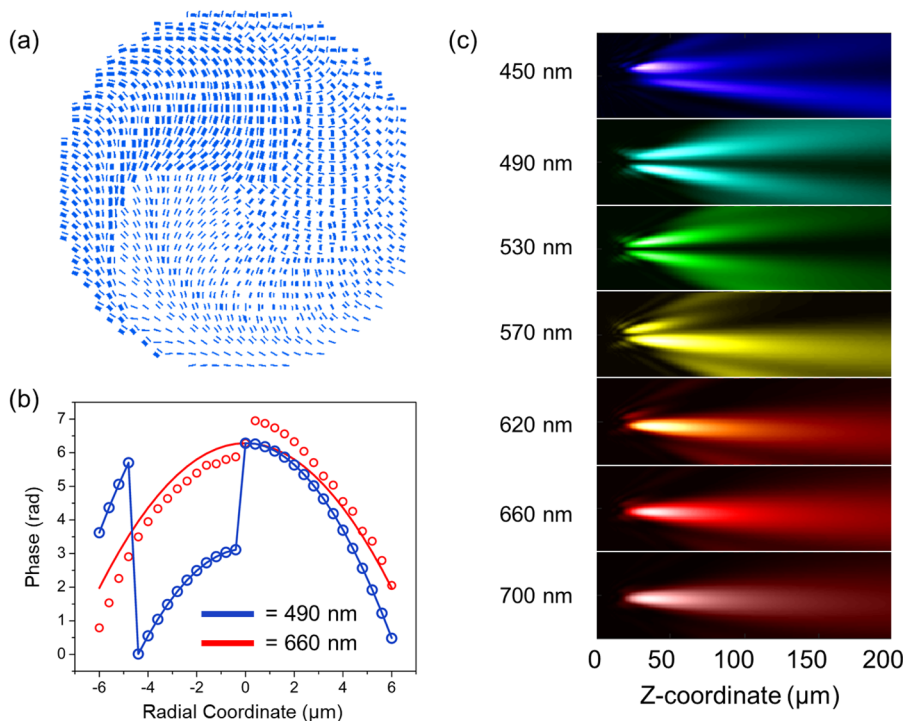 (a)
(b)
7
6
5
4
3
2
1
0
Phase (rad)
-6 -4 -2 0 2 4 6
Radial Coordinate (μm)
= 490 nm
= 660 nm
(c)
450 nm
490 nm
530 nm
570 nm
620 nm
660 nm
700 nm
0 50 100 150 200
Z-coordinate (μm)